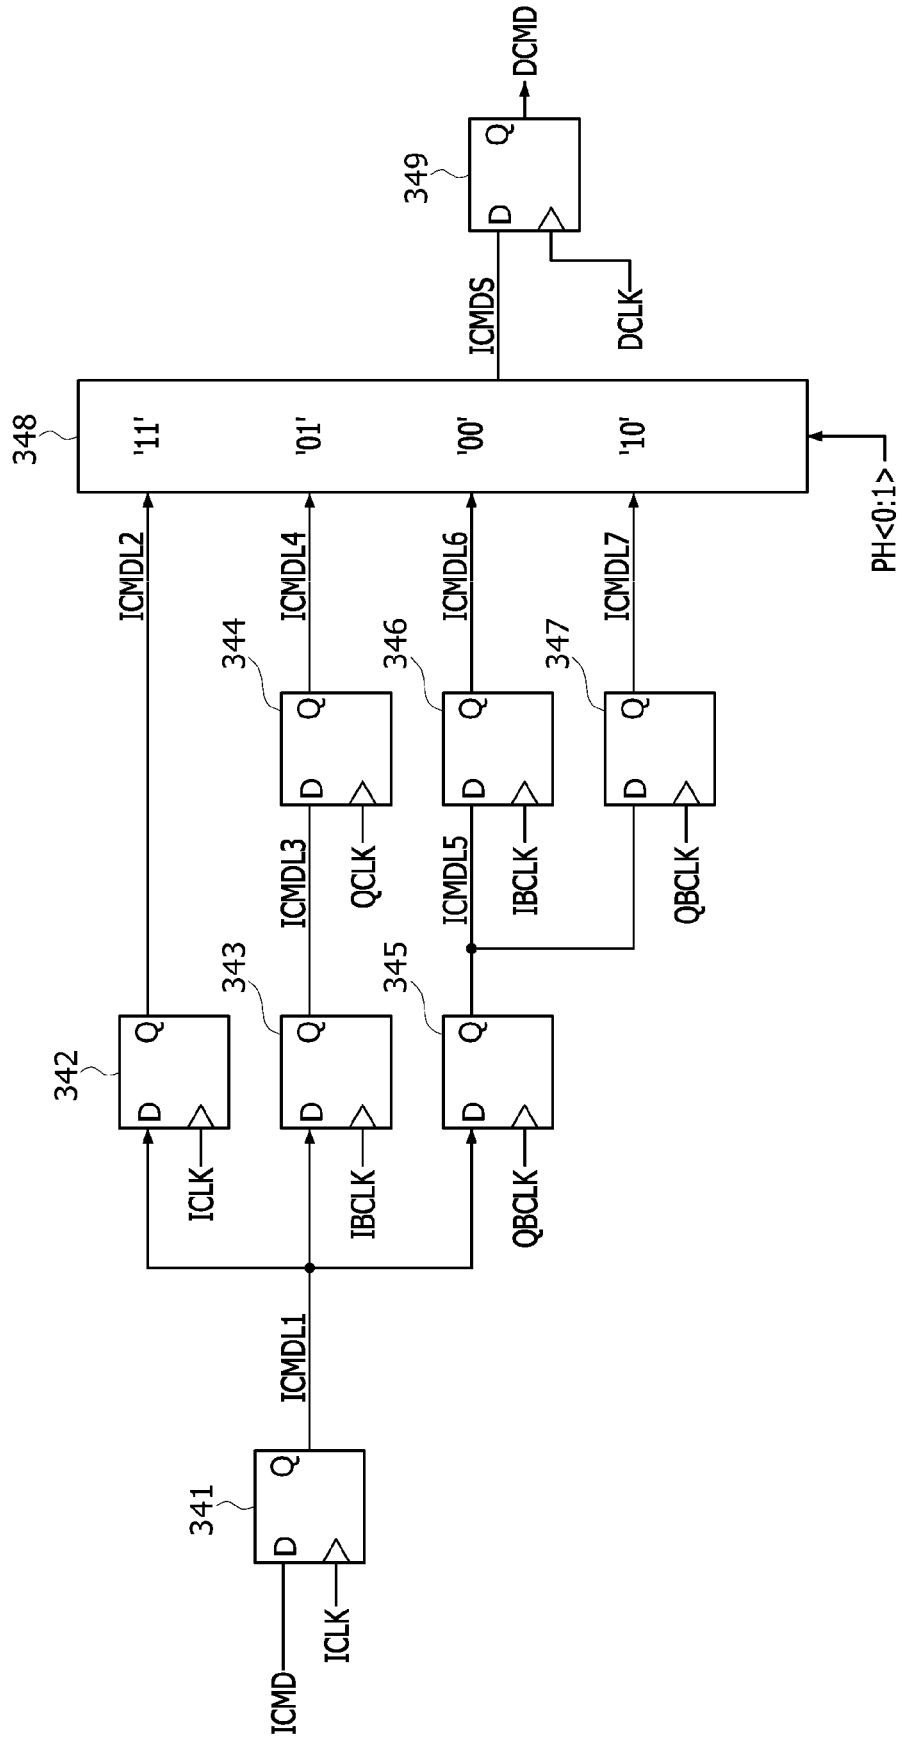 ICMD
ICLK
341
D
Q
ICMDL1
342
D
Q
ICLK
ICMDL2
343
D
Q
IBCLK
ICMDL3
344
D
Q
QCLK
ICMDL4
345
D
Q
QBCLK
ICMDL5
346
D
Q
IBCLK
ICMDL6
347
D
Q
QBCLK
ICMDL7
348
'11'
'01'
'00'
'10'
PH<0:1>
ICMDS
349
D
Q
DCLK
DCMD